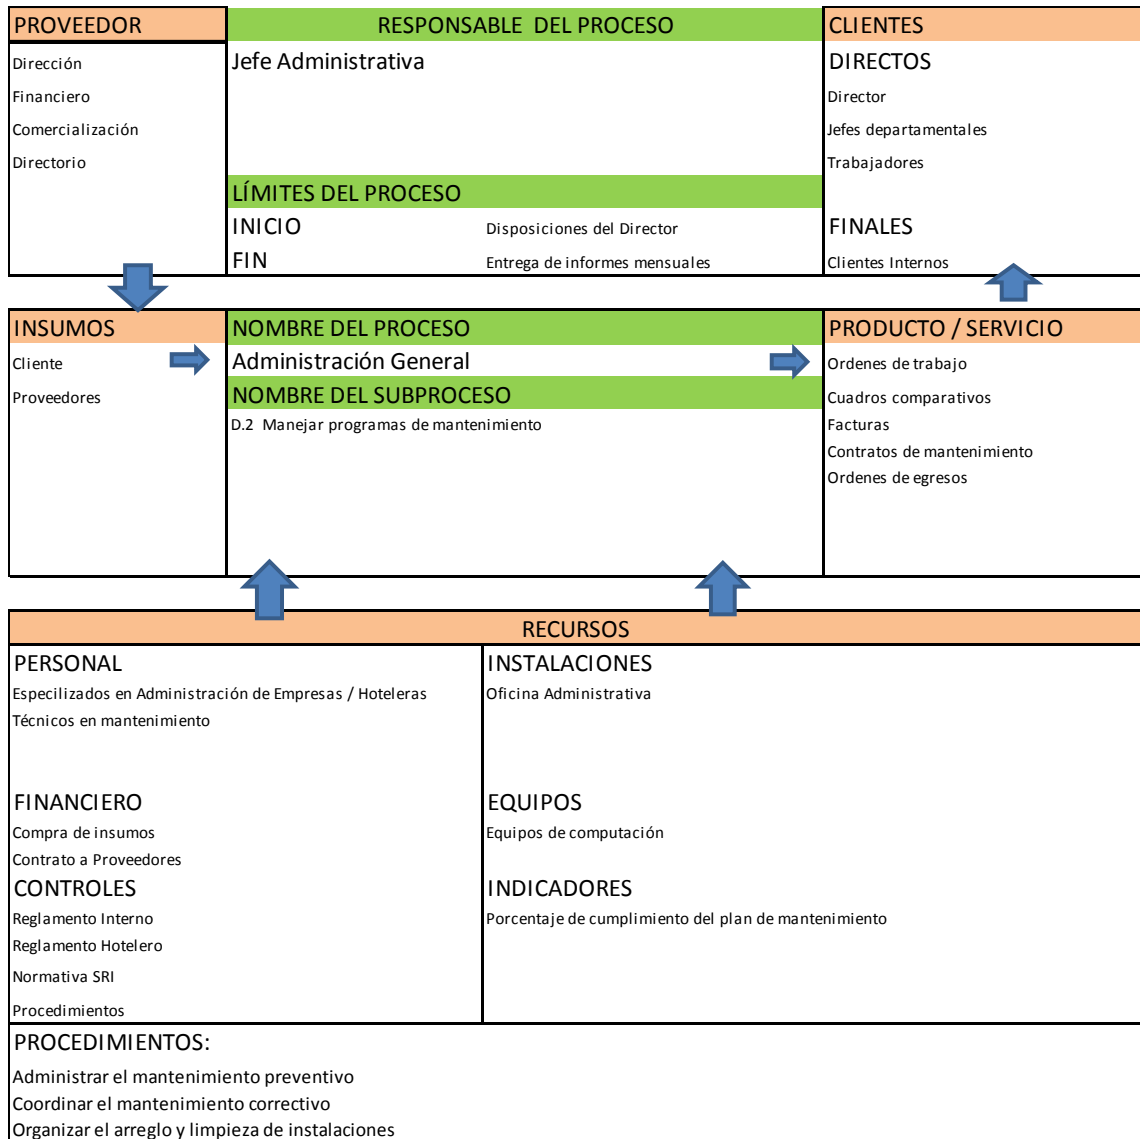 PROVEEDOR
Dirección
Financiero
Comercialización
Directorio
RESPONSABLE DEL PROCESO
Jefe Administrativa
LÍMITES DEL PROCESO
INICIO Disposiciones del Director
FIN Entrega de informes mensuales
CLIENTES
DIRECTOS
Director
Jefes departamentales
Trabajadores
FINALES
Clientes Internos
INSUMOS
Cliente
Proveedores
NOMBRE DEL PROCESO
Administración General
NOMBRE DEL SUBPROCESO
D.2 Manejar programas de mantenimiento
PRODUCTO / SERVICIO
Ordenes de trabajo
Cuadros comparativos
Facturas
Contratos de mantenimiento
Ordenes de egresos
RECURSOS
PERSONAL
Especilizados en Administración de Empresas / Hoteleras
Técnicos en mantenimiento
INSTALACIONES
Oficina Administrativa
FINANCIERO
Compra de insumos
Contrato a Proveedores
EQUIPOS
Equipos de computación
CONTROLES
Reglamento Interno
Reglamento Hotelero
Normativa SRI
Procedimientos
INDICADORES
Porcentaje de cumplimiento del plan de mantenimiento
PROCEDIMIENTOS:
Administrar el mantenimiento preventivo
Coordinar el mantenimiento correctivo
Organizar el arreglo y limpieza de instalaciones